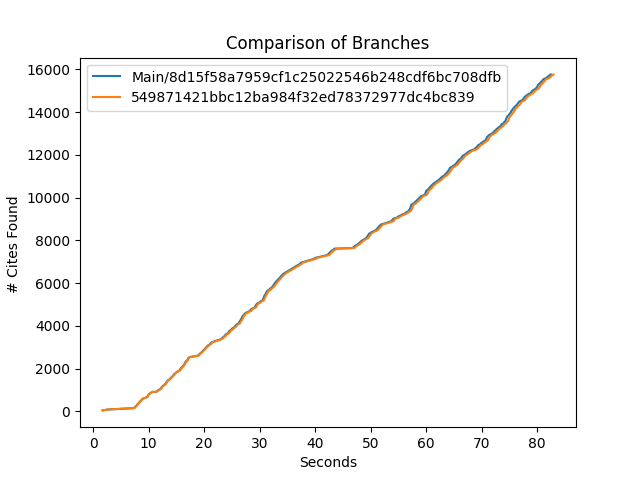 Comparison of Branches
Main/8d15f58a7959cf1c25022546b248cdf6bc708dfb
549871421bbc12ba984f32ed78372977dc4bc839
16000
14000
12000
10000
8000
6000
4000
2000
0
# Cites Found
0 10 20 30 40 50 60 70 80
Seconds